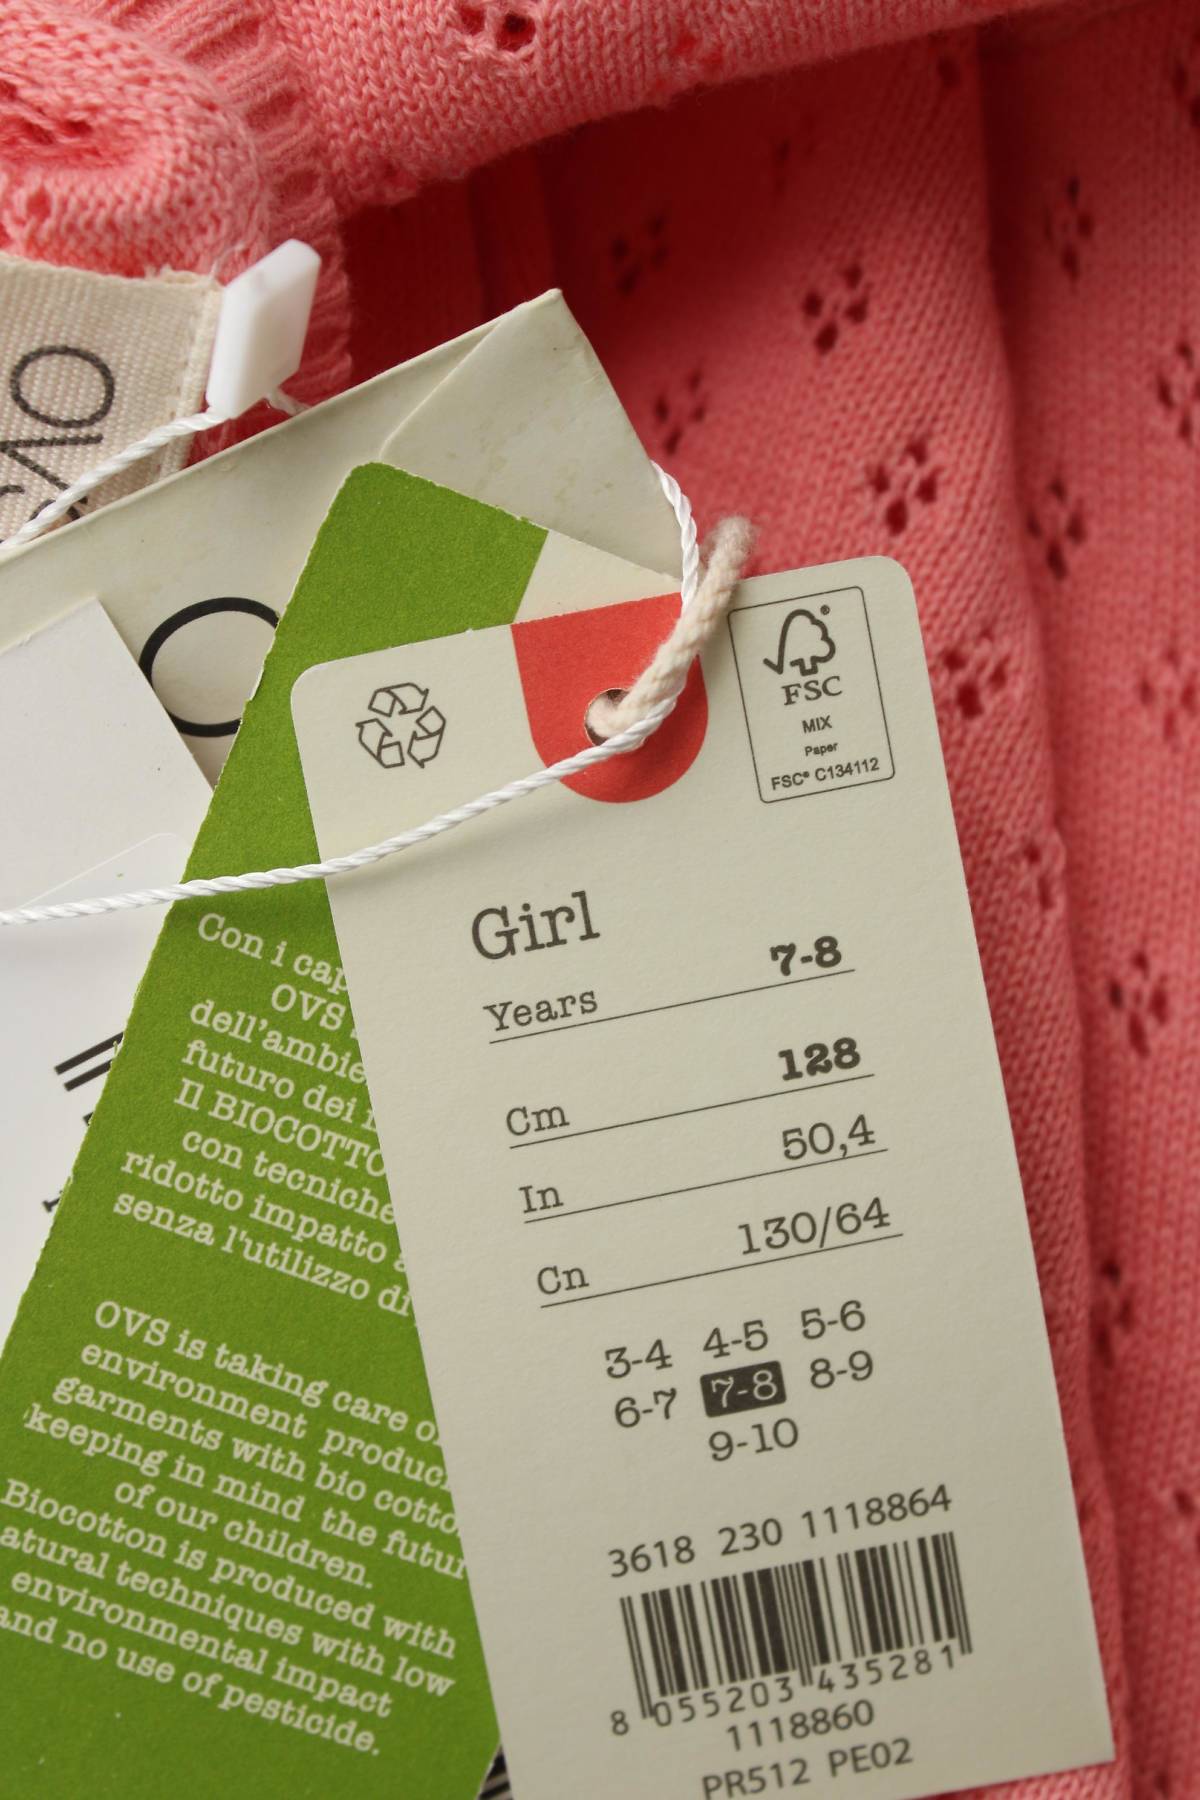 OVS
FSC®
MIX
Paper
FSC® C134112
Girl
Years 7-8
Cm 128
In 50,4
Cn 130/64
3-4 4-5 5-6
6-7 7-8 8-9
9-10
3618 230 1118864
8 055203 435281
1118860
PR512 PE02
Con i
OVS
dell'ambie
futuro dei
Il BIOCOTTO
con tecniche
ridotto impatto
senza l'utilizzo di
OVS is taking care
environment produc
garments with bio cotto
keeping in mind the futur
of our children.
Biocotton is produced with
atural techniques with low
environmental impact
and no use of pesticide.